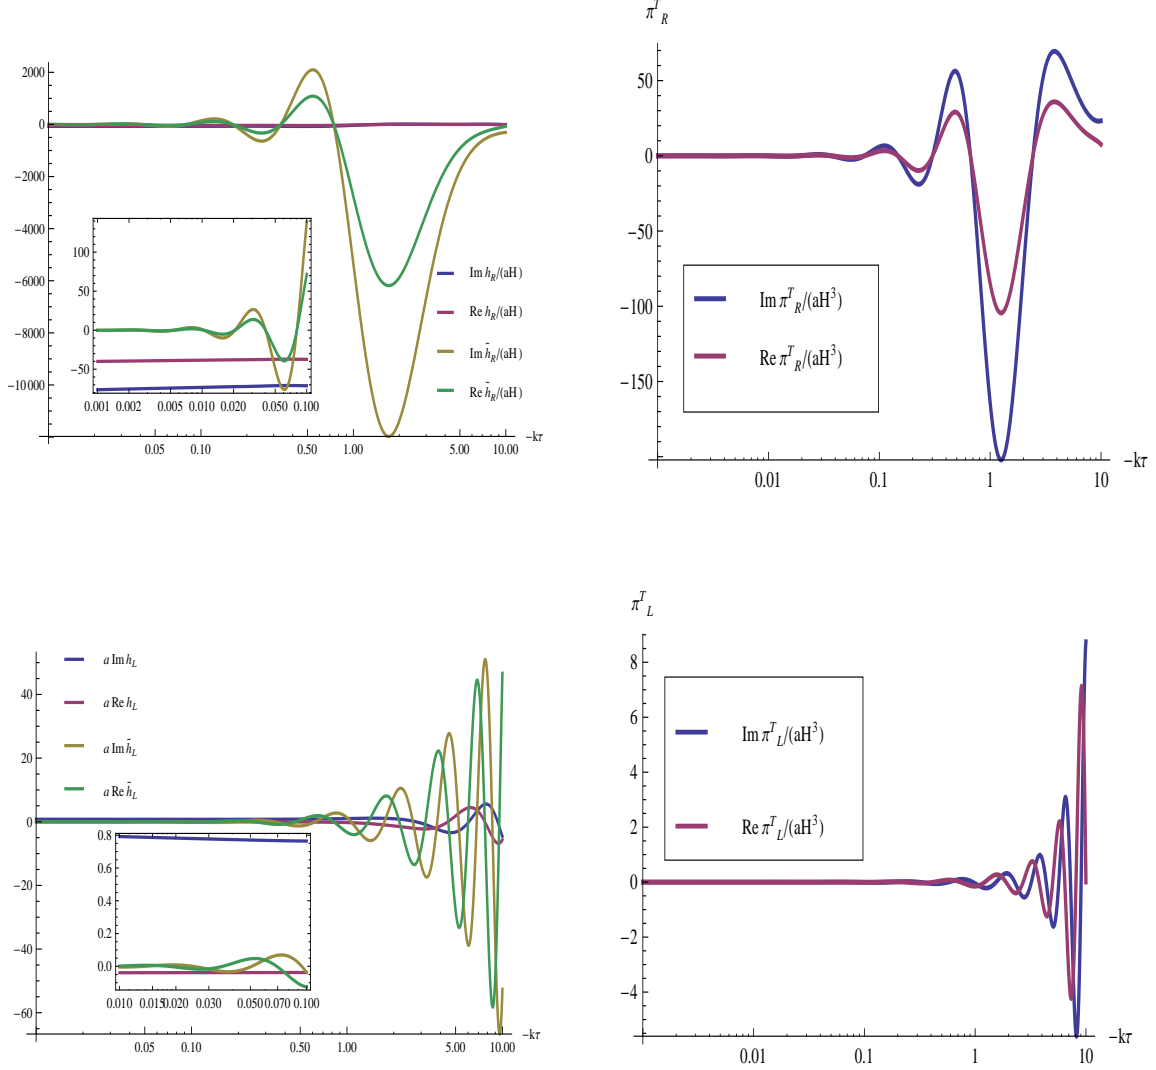 2000
0
−2000
−4000
−6000
−8000
−10000
0.05 0.10 0.50 1.00 5.00 10.00
−kτ
100
50
0
−50
0.001 0.002 0.005 0.010 0.020 0.050 0.100
Im h_R/(aH)
Re h_R/(aH)
Im h̃_R/(aH)
Re h̃_R/(aH)
π^T_R
50
0
−50
−100
−150
0.01 0.1 1 10
−kτ
Im π^T_R/(aH^3)
Re π^T_R/(aH^3)
a Im h_L
a Re h_L
a Im h̃_L
a Re h̃_L
40
20
0
−20
−40
−60
0.05 0.10 0.50 1.00 5.00 10.00
−kτ
0.8
0.6
0.4
0.2
0.0
0.010 0.015 0.020 0.030 0.050 0.070 0.100
π^T_L
8
6
4
2
0
−2
−4
0.01 0.1 1 10
−kτ
Im π^T_L/(aH^3)
Re π^T_L/(aH^3)